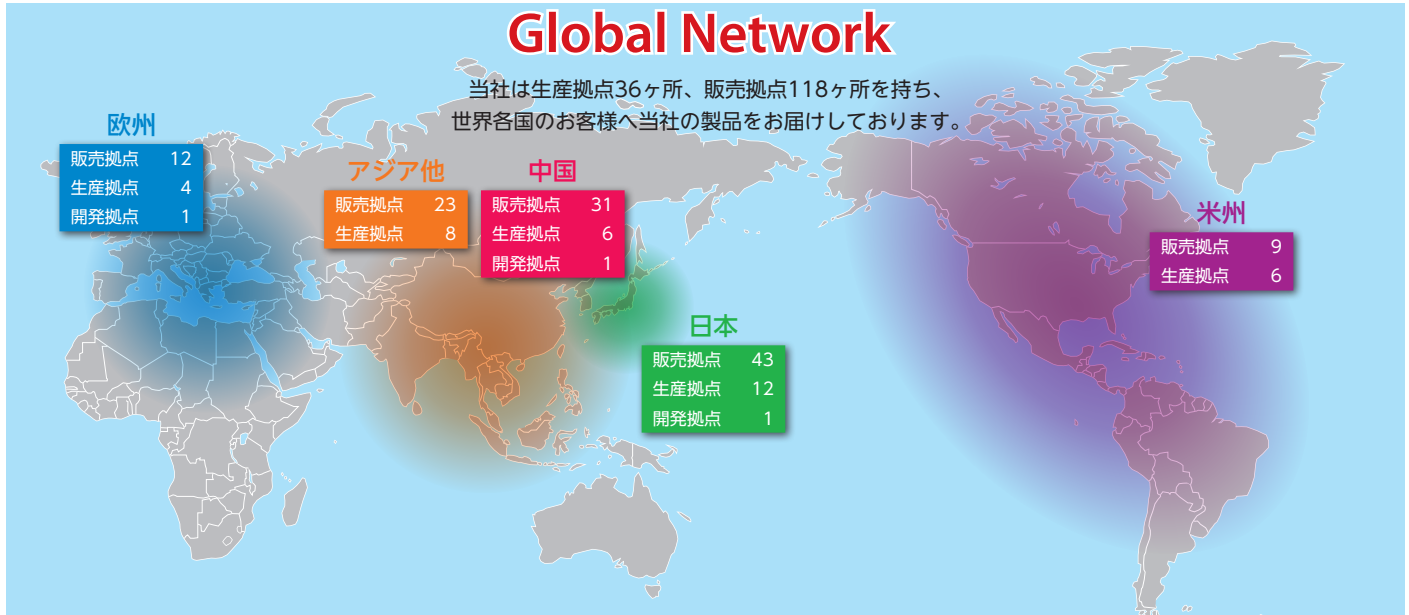 Global Network
当社は生産拠点36ヶ所、販売拠点118ヶ所を持ち、
世界各国のお客様へ当社の製品をお届けしております。
欧州
販売拠点 12
生産拠点 4
開発拠点 1
アジア他
販売拠点 23
生産拠点 8
中国
販売拠点 31
生産拠点 6
開発拠点 1
日本
販売拠点 43
生産拠点 12
開発拠点 1
米州
販売拠点 9
生産拠点 6